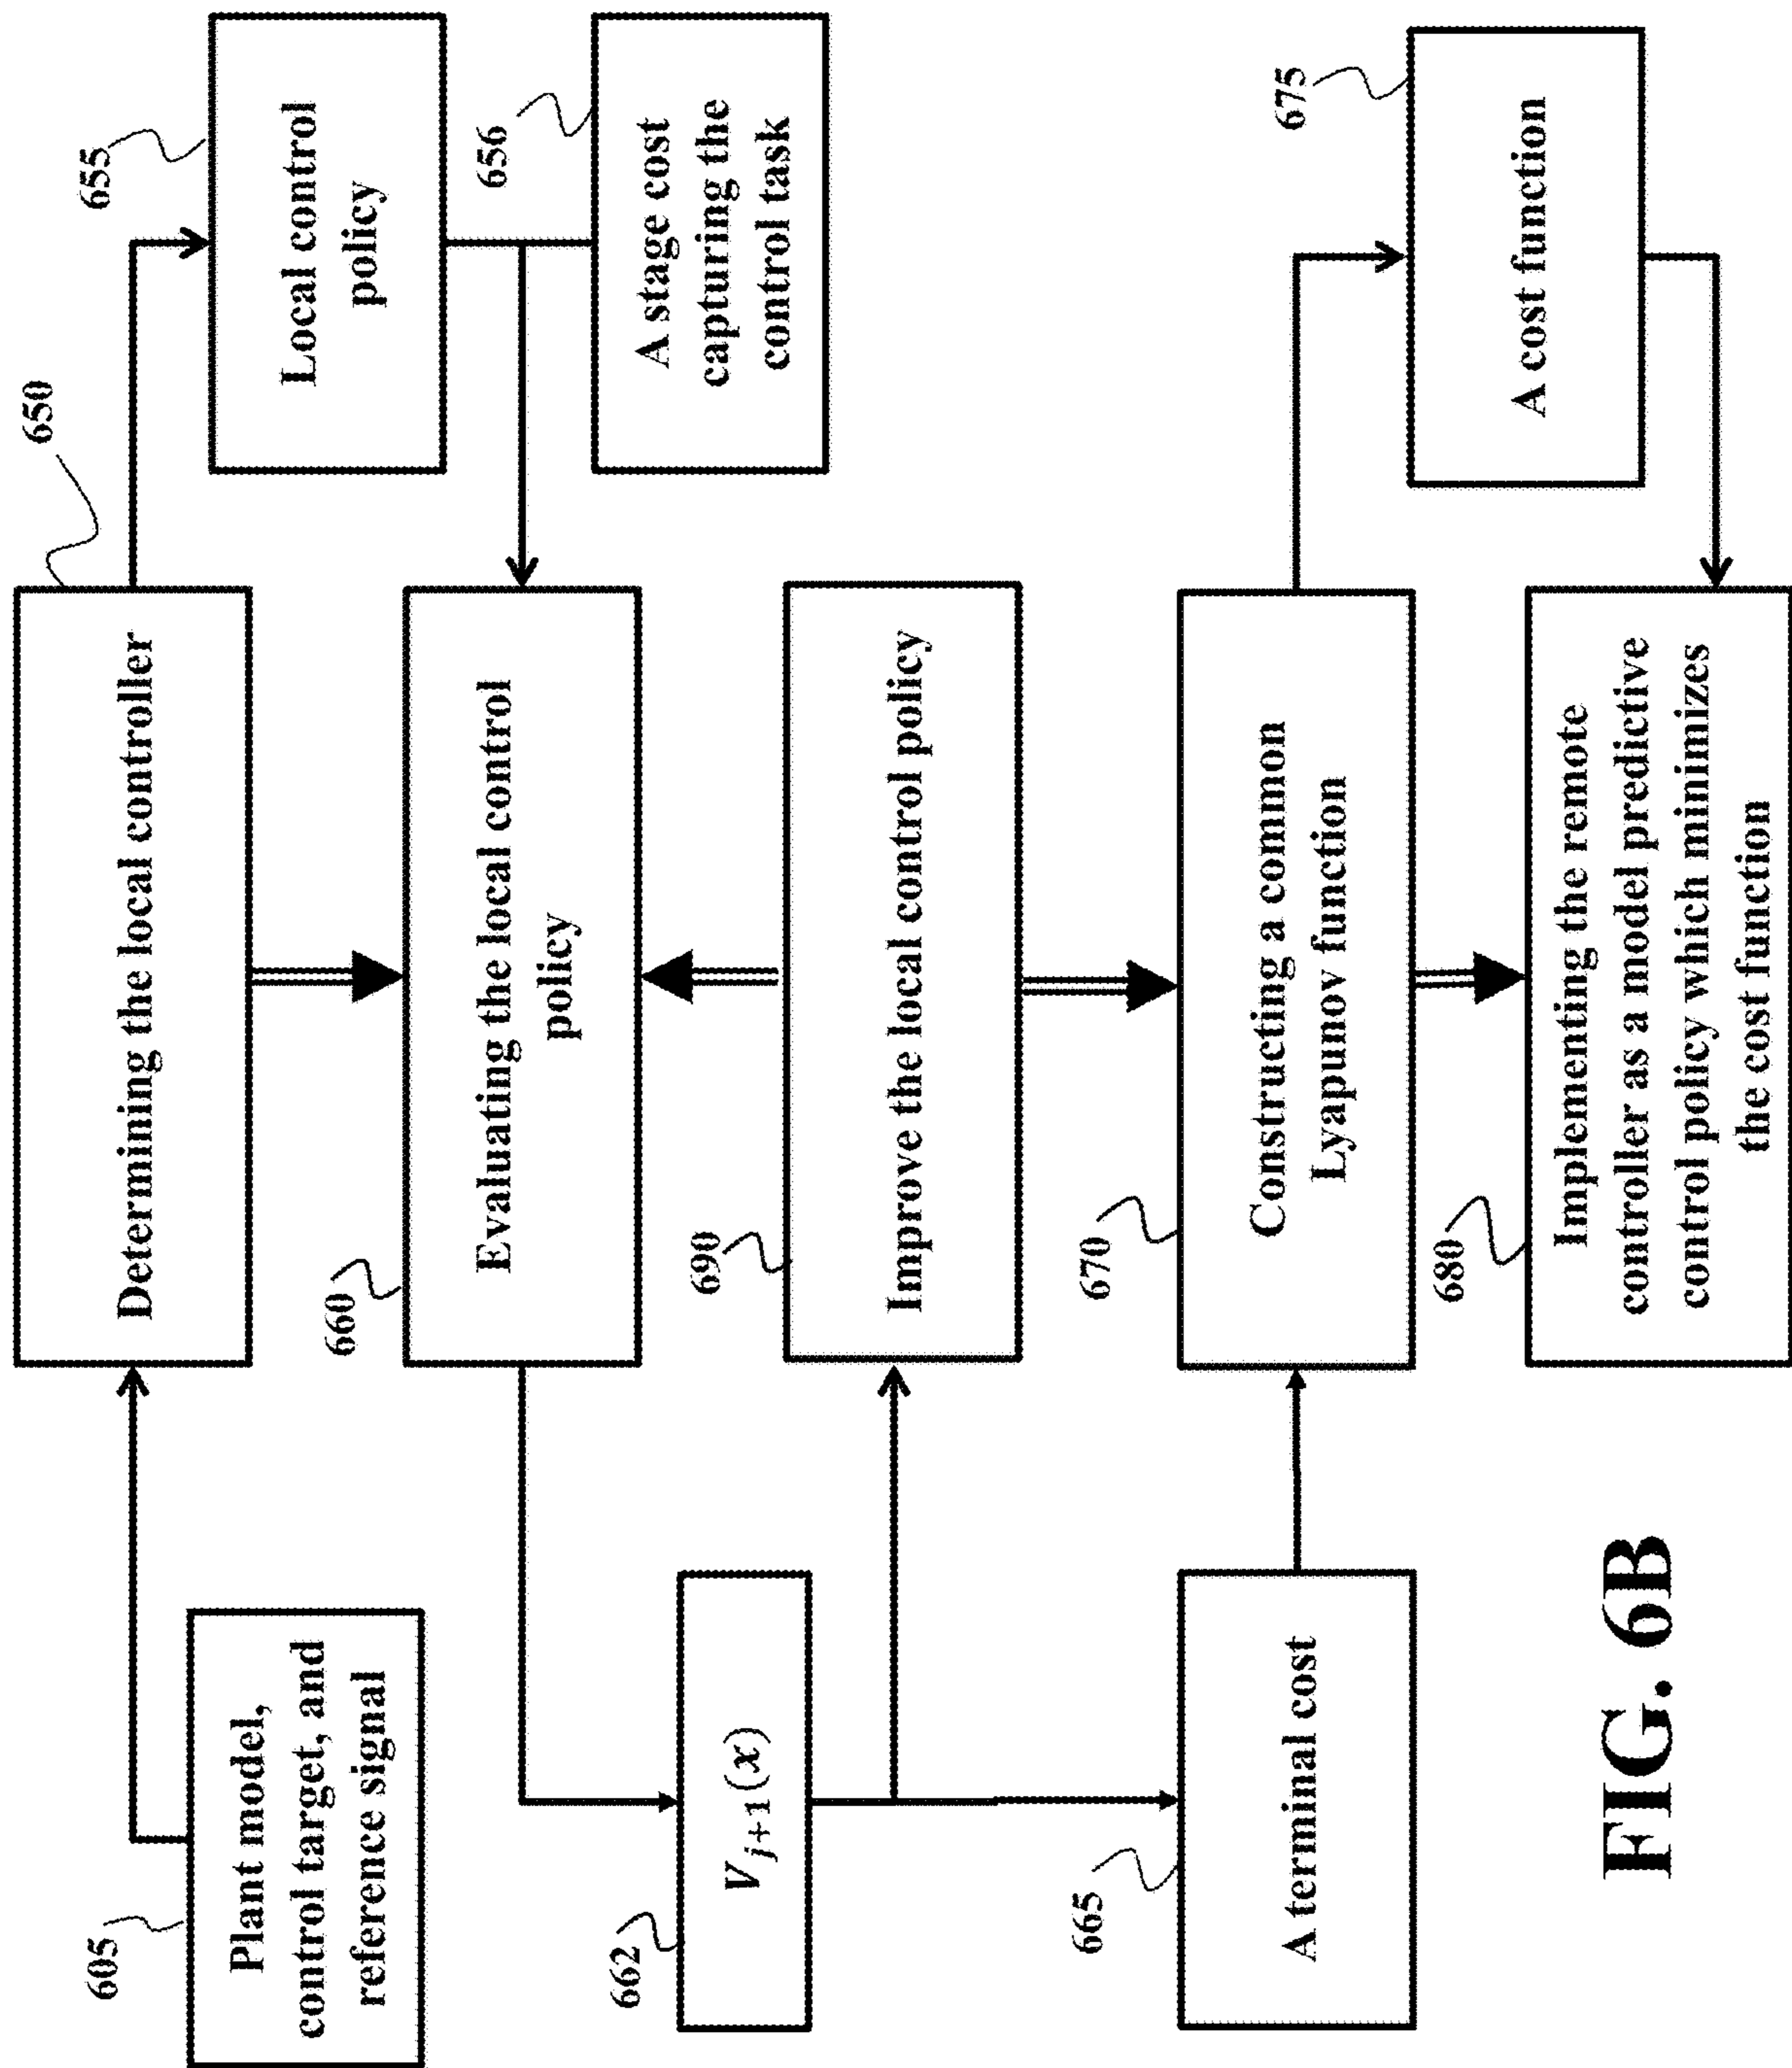 605
Plant model,
control target, and
reference signal
650
Determining the local controller
655
Local control
policy
656
A stage cost
capturing the
control task
660
Evaluating the local control
policy
662
V_{j+1}(x)
690
Improve the local control policy
665
A terminal cost
670
Constructing a common
Lyapunov function
675
A cost function
680
Implementing the remote
controller as a model predictive
control policy which minimizes
the cost function
FIG. 6B